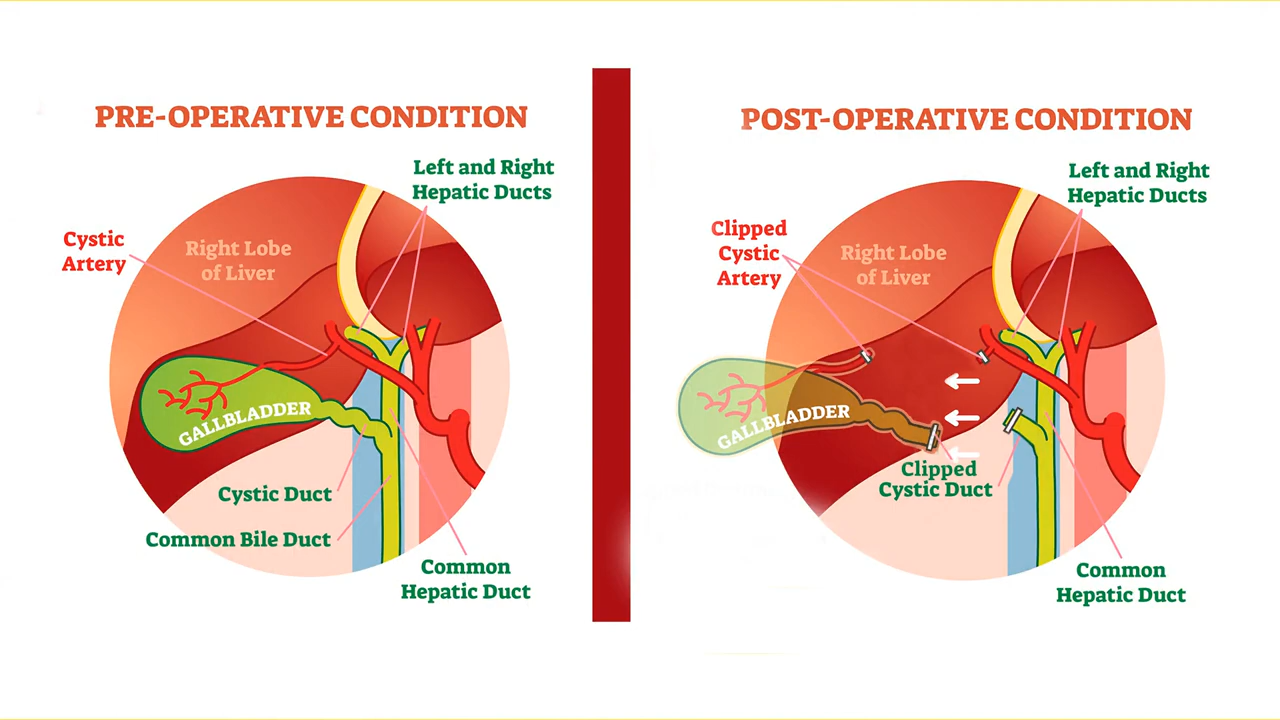 PRE-OPERATIVE CONDITION
Left and Right
Hepatic Ducts
Cystic
Artery
Right Lobe
of Liver
GALLBLADDER
Cystic Duct
Common Bile Duct
Common
Hepatic Duct
POST-OPERATIVE CONDITION
Left and Right
Hepatic Ducts
Clipped
Cystic
Artery
Right Lobe
of Liver
GALLBLADDER
Clipped
Cystic Duct
Common
Hepatic Duct